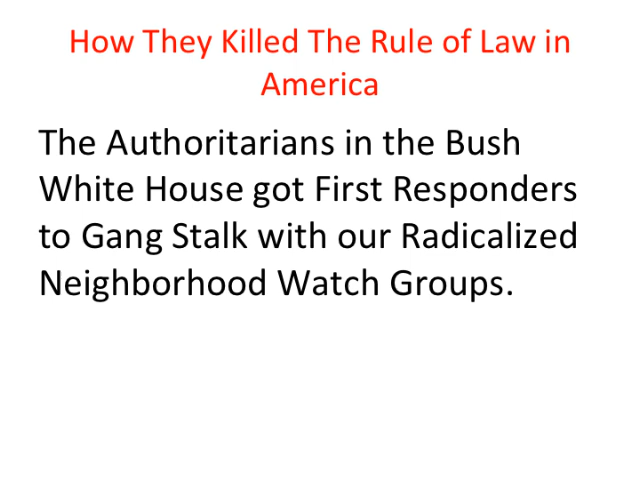 How They Killed The Rule of Law in
America
The Authoritarians in the Bush
White House got First Responders
to Gang Stalk with our Radicalized
Neighborhood Watch Groups.